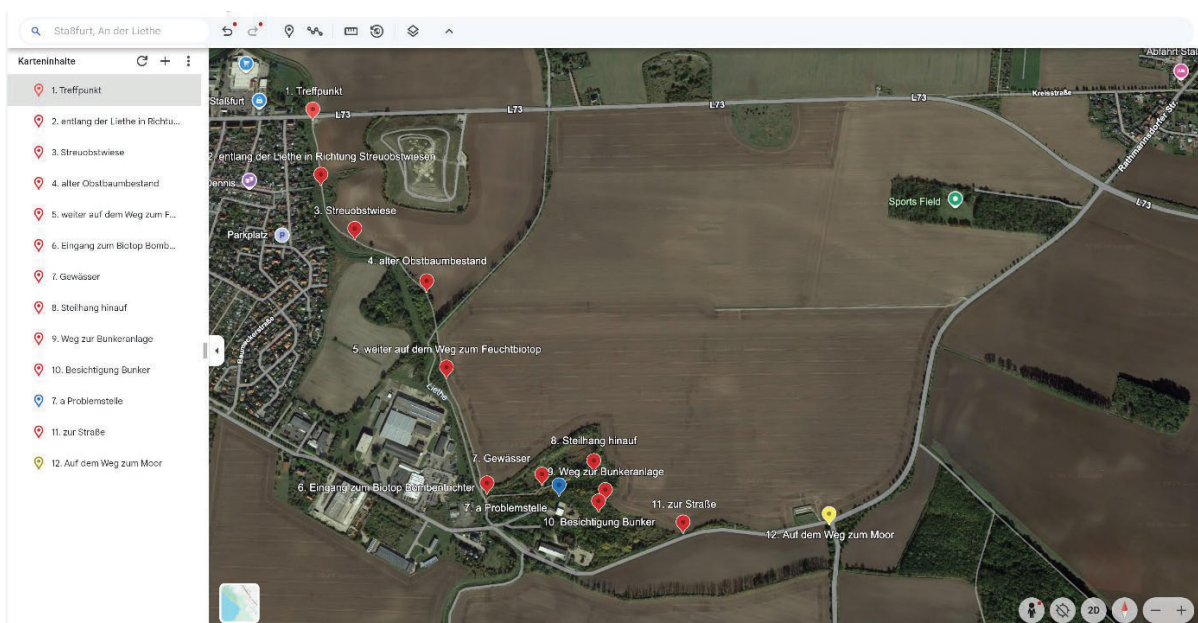 Staßfurt, An der Liethe
Karteninhalte
1. Treffpunkt
2. entlang der Liethe in Richtu...
3. Streuobstwiese
4. alter Obstbaumbestand
5. weiter auf dem Weg zum F...
6. Eingang zum Biotop Bomb...
7. Gewässer
8. Steilhang hinauf
9. Weg zur Bunkeranlage
10. Besichtigung Bunker
7. a Problemstelle
11. zur Straße
12. Auf dem Weg zum Moor
Abfahrt Sta
1. Treffpunkt
Staßfurt
L73
L73
L73
Kreisstraße
Rathmannsdorfer Str.
2. entlang der Liethe in Richtung Streuobstwiesen
Dennis
L73
Sports Field
3. Streuobstwiese
Parkplatz
4. alter Obstbaumbestand
5. weiter auf dem Weg zum Feuchtbiotop
Liethe
8. Steilhang hinauf
7. Gewässer
9. Weg zur Bunkeranlage
6. Eingang zum Biotop Bombentrichter
7. a Problemstelle
11. zur Straße
10. Besichtigung Bunker
12. Auf dem Weg zum Moor
2D